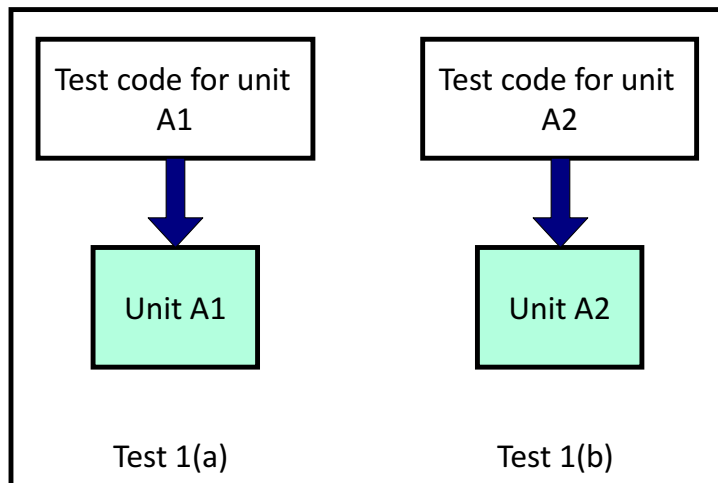 Test code for unit
A1
Test code for unit
A2
Unit A1
Unit A2
Test 1(a)
Test 1(b)